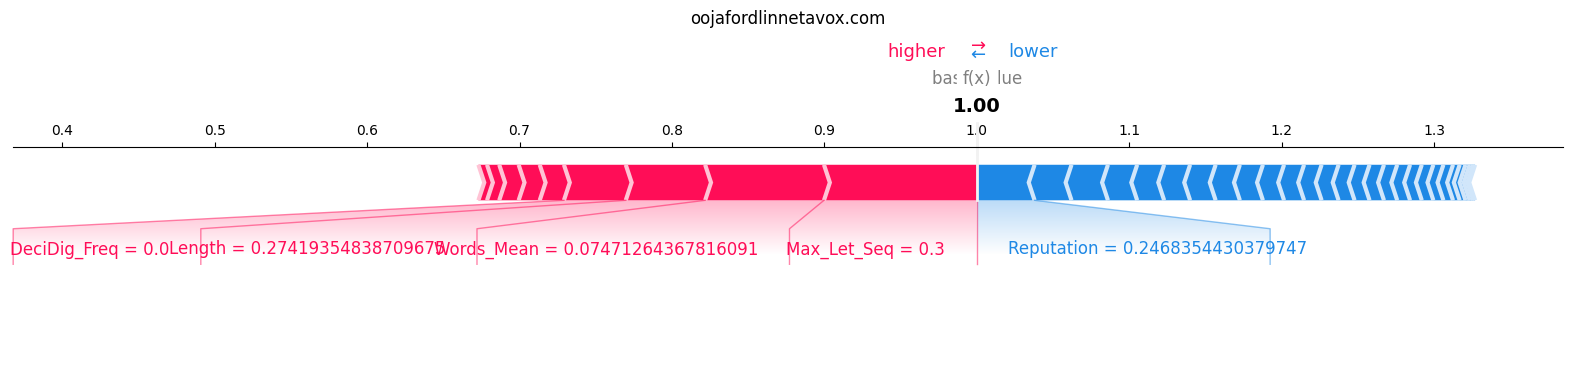 oojafordlinnetavox.com
higher → ← lower
f(x)
1.00
0.4 0.5 0.6 0.7 0.8 0.9 1.0 1.1 1.2 1.3
DeciDig_Freq = 0.0 Length = 0.27419354838709675 Words_Mean = 0.07471264367816091 Max_Let_Seq = 0.3 Reputation = 0.2468354430379747